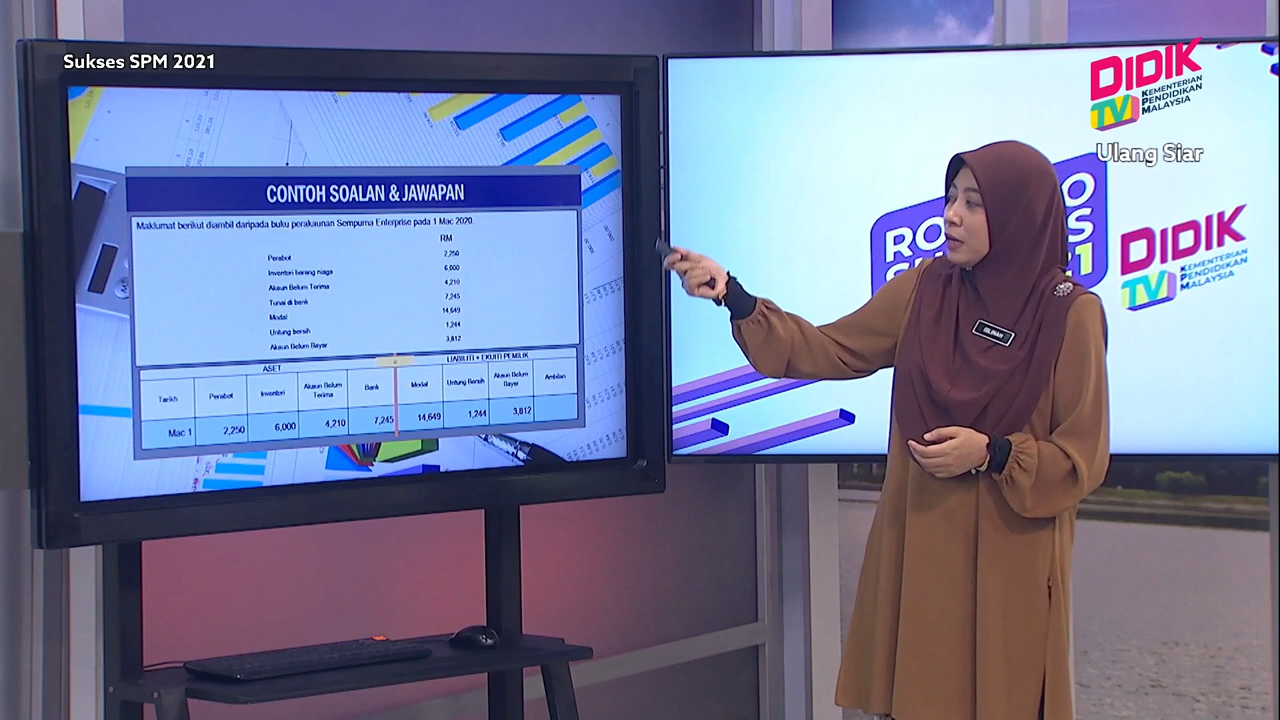 Sukses SPM 2021
CONTOH SOALAN & JAWAPAN
Maklumat berikut diambil daripada buku perakaunan Sempurna Enterprise pada 1 Mac 2020.
RM
Perabot 2,250
Inventori barang niaga 6,000
Akaun Belum Terima 4,210
Tunai di bank 7,245
Modal 14,649
Untung bersih 1,244
Akaun Belum Bayar 3,812
ASET = LIABILITI + EKUITI PEMILIK
Tarikh Perabot Inventori Akaun Belum Terima Bank Modal Untung Bersih Akaun Belum Bayar Ambilan
Mac 1 2,250 6,000 4,210 7,245 14,649 1,244 3,812
DIDIK
TV KEMENTERIAN
PENDIDIKAN
MALAYSIA
Ulang Siar
RO O
S
1
DIDIK
TV KEMENTERIAN
PENDIDIKAN
MALAYSIA